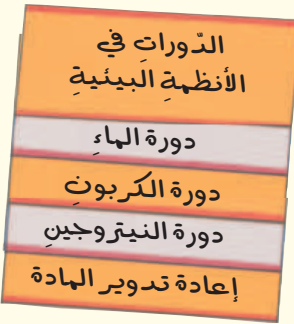 الدّوراتِ في
الأنظمةِ البيئيةِ
دورة الماءِ
دورة الكربونِ
دورة النيتروجينِ
إعادة تدوير المادة